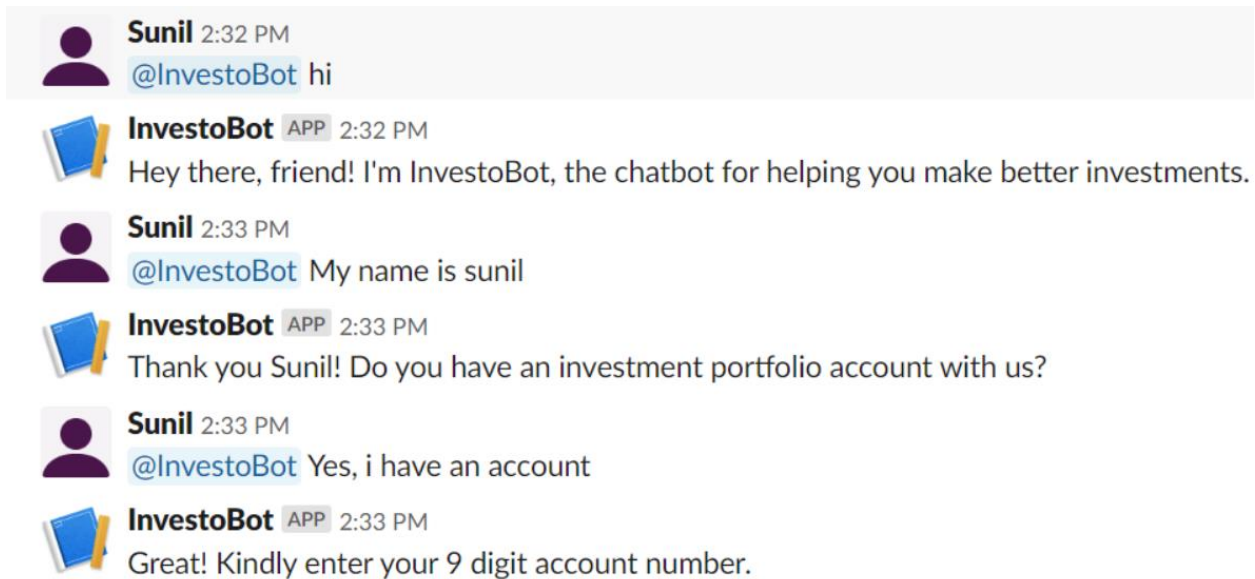 Sunil 2:32 PM
@InvestoBot hi
InvestoBot APP 2:32 PM
Hey there, friend! I'm InvestoBot, the chatbot for helping you make better investments.
Sunil 2:33 PM
@InvestoBot My name is sunil
InvestoBot APP 2:33 PM
Thank you Sunil! Do you have an investment portfolio account with us?
Sunil 2:33 PM
@InvestoBot Yes, i have an account
InvestoBot APP 2:33 PM
Great! Kindly enter your 9 digit account number.